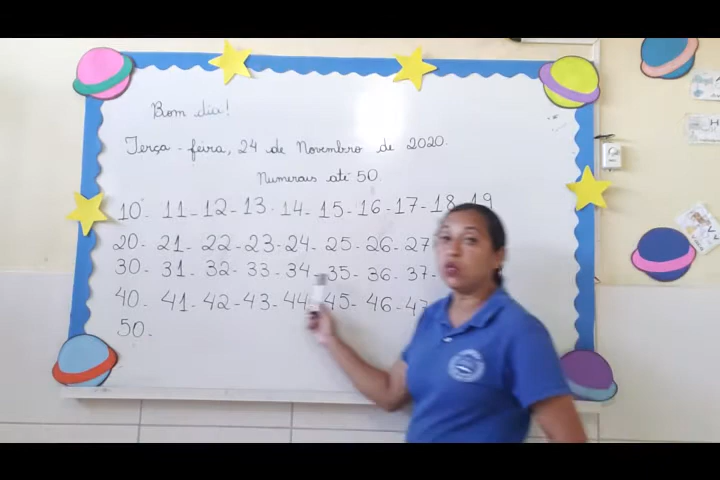 Bom dia!
Terça-feira, 24 de Novembro de 2020.
Numerais até 50.
10- 11- 12- 13- 14- 15- 16- 17- 18- 19
20- 21- 22- 23- 24- 25- 26- 27
30- 31- 32- 33- 34- 35- 36- 37-
40- 41- 42- 43- 44- 45- 46- 47
50-